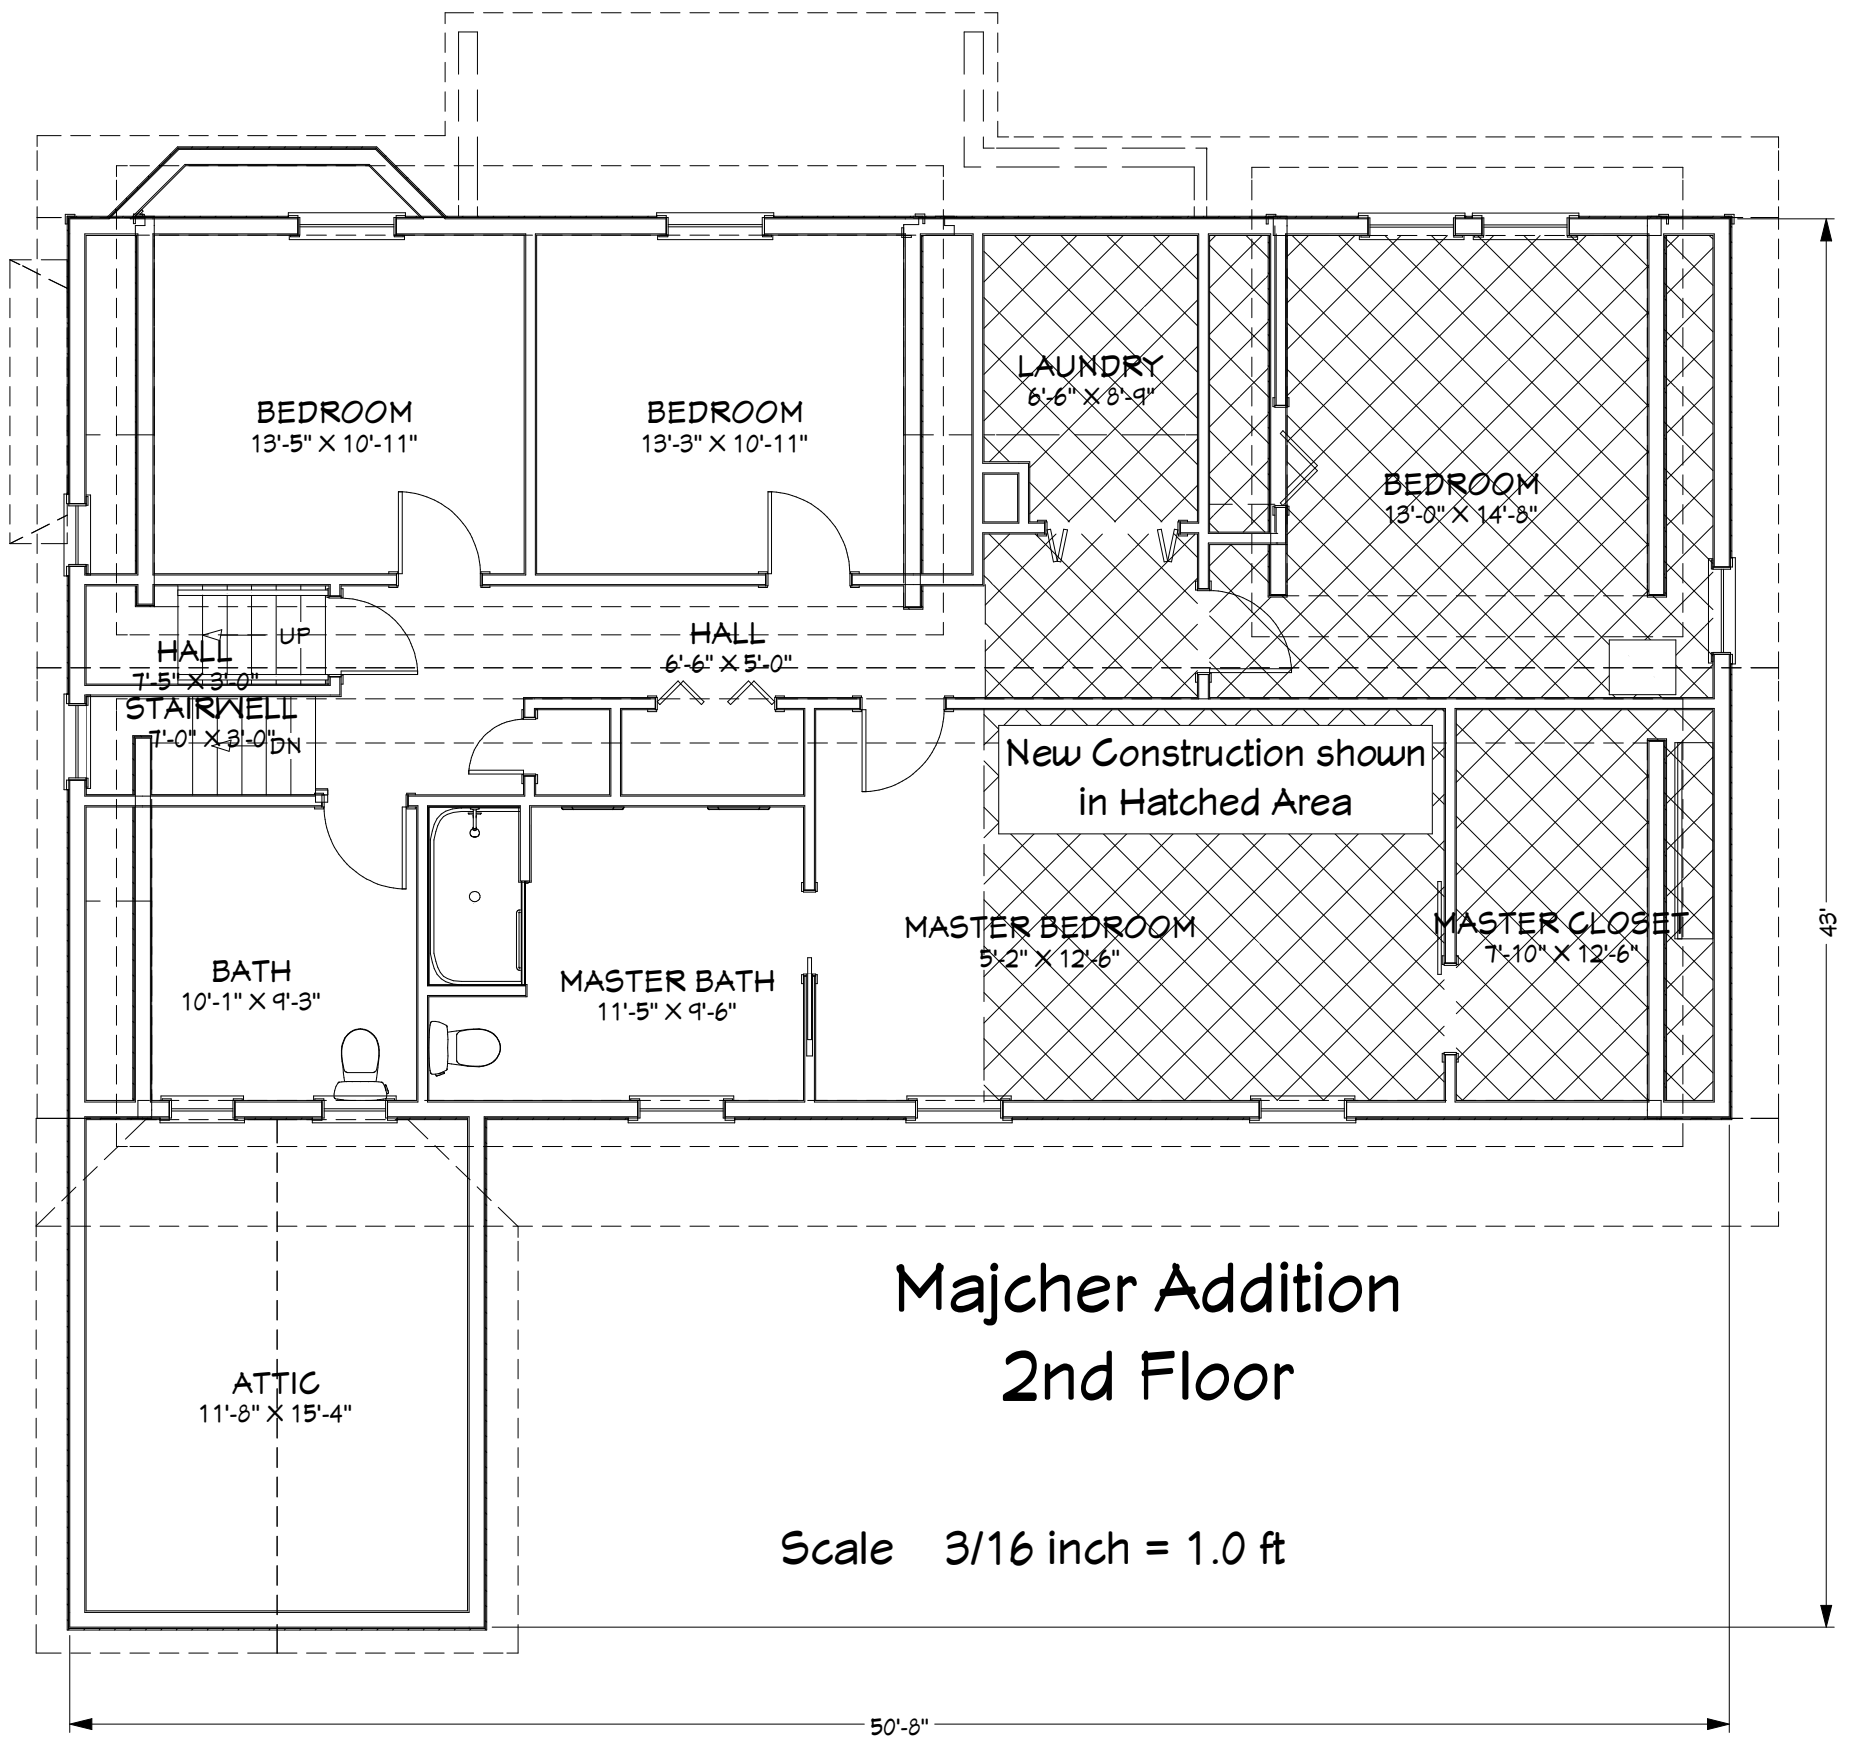 BEDROOM
13'-5" X 10'-11"
BEDROOM
13'-3" X 10'-11"
LAUNDRY
6'-6" X 8'-9"
BEDROOM
13'-0" X 14'-8"
UP
HALL
7'-5" X 3'-0"
HALL
6'-6" X 5'-0"
STAIRWELL
7'-0" X 3'-0"
DN
New Construction shown
in Hatched Area
MASTER BEDROOM
5'-2" X 12'-6"
MASTER CLOSET
7'-10" X 12'-6"
43'
BATH
10'-1" X 9'-3"
MASTER BATH
11'-5" X 9'-6"
Majcher Addition
2nd Floor
ATTIC
11'-8" X 15'-4"
Scale 3/16 inch = 1.0 ft
50'-8"